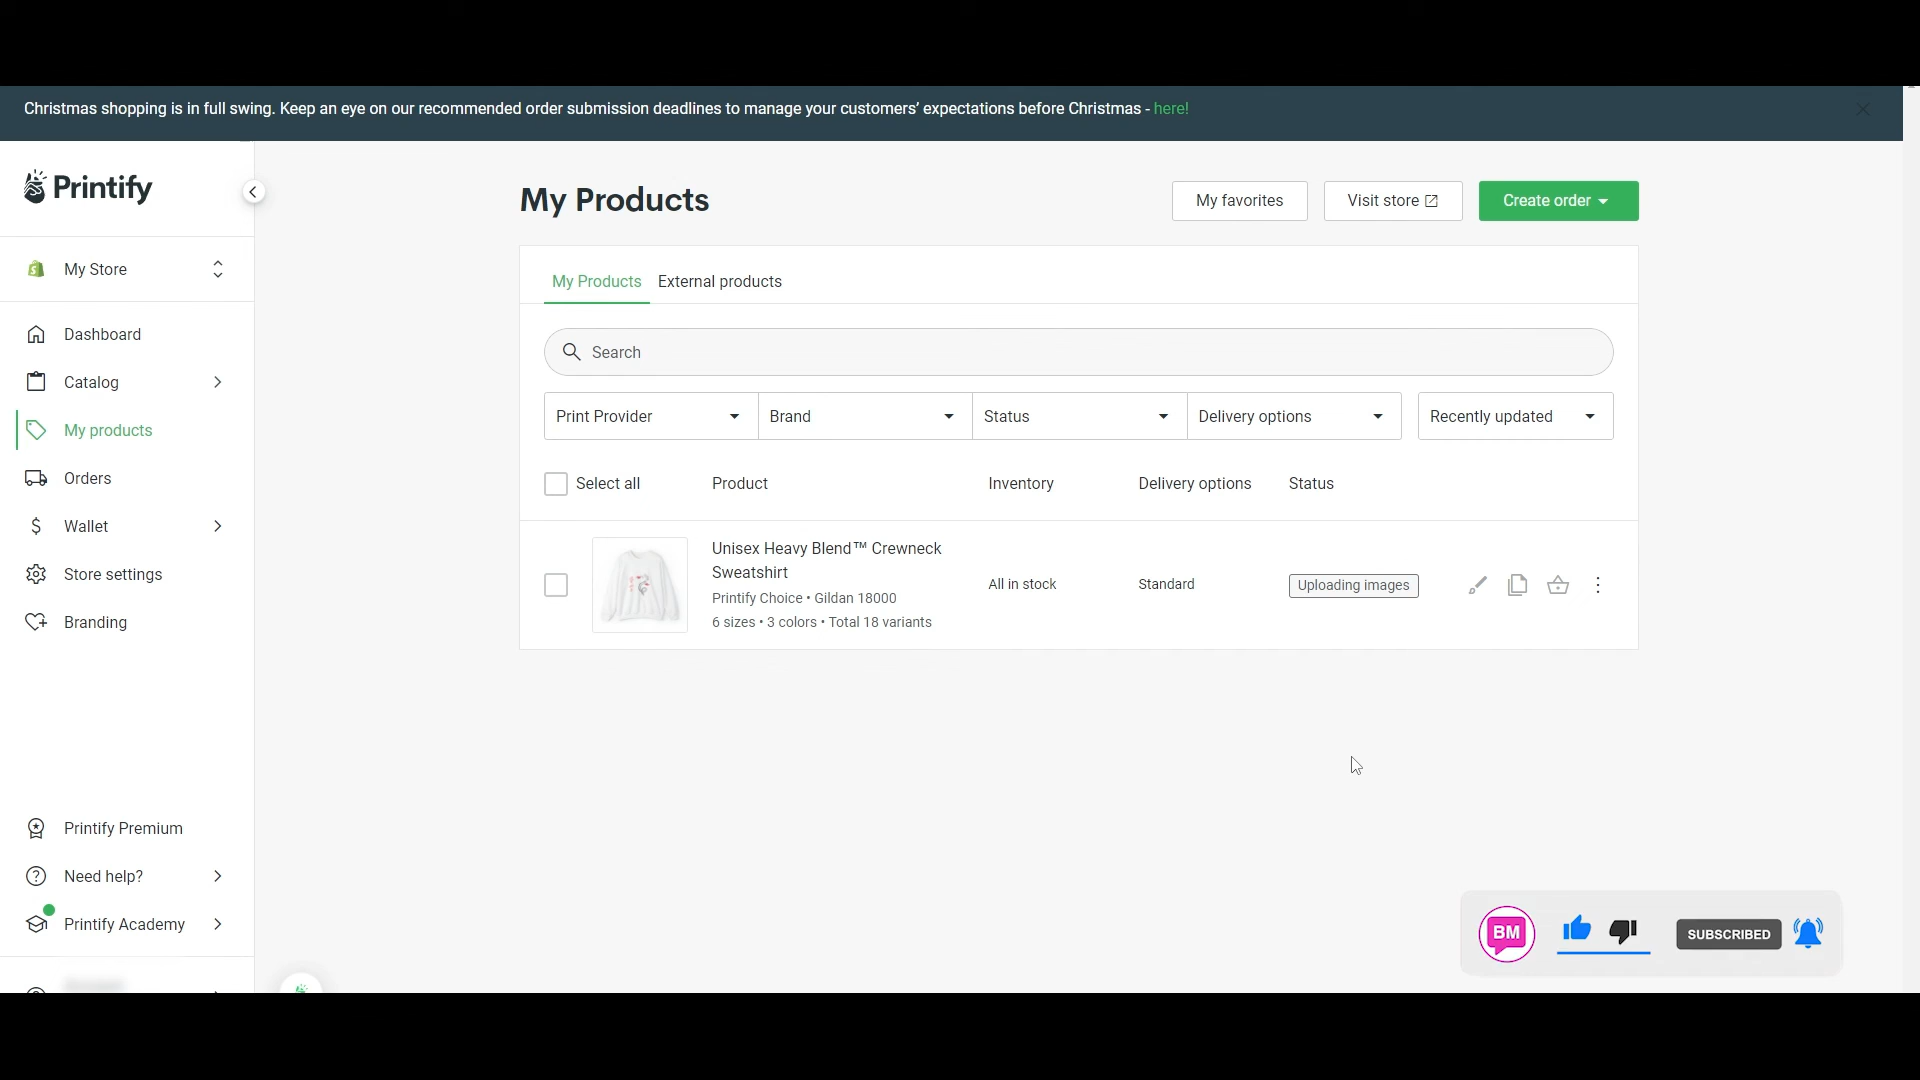 Christmas shopping is in full swing. Keep an eye on our recommended order submission deadlines to manage your customers’ expectations before Christmas - here!
Printify
My Store
Dashboard
Catalog
My products
Orders
Wallet
Store settings
Branding
Printify Premium
Need help?
Printify Academy
My Products
My favorites
Visit store
Create order
My Products
External products
Search
Print Provider
Brand
Status
Delivery options
Recently updated
Select all
Product
Inventory
Delivery options
Status
Unisex Heavy Blend™ Crewneck
Sweatshirt
Printify Choice • Gildan 18000
6 sizes • 3 colors • Total 18 variants
All in stock
Standard
Uploading images
BM
SUBSCRIBED